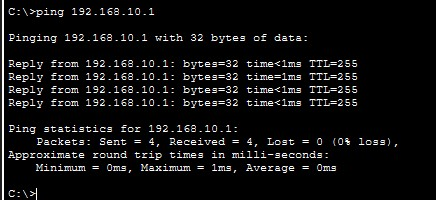 C:\>ping 192.168.10.1
Pinging 192.168.10.1 with 32 bytes of data:
Reply from 192.168.10.1: bytes=32 time<1ms TTL=255
Reply from 192.168.10.1: bytes=32 time=1ms TTL=255
Reply from 192.168.10.1: bytes=32 time<1ms TTL=255
Reply from 192.168.10.1: bytes=32 time<1ms TTL=255
Ping statistics for 192.168.10.1:
    Packets: Sent = 4, Received = 4, Lost = 0 (0% loss),
Approximate round trip times in milli-seconds:
    Minimum = 0ms, Maximum = 1ms, Average = 0ms
C:\>